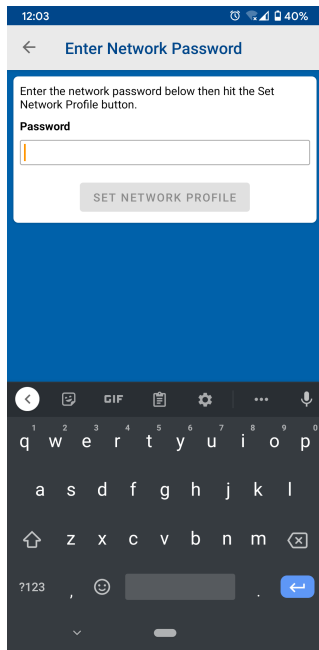 12:03 40%
Enter Network Password
Enter the network password below then hit the Set
Network Profile button.
Password
SET NETWORK PROFILE
GIF
1 2 3 4 5 6 7 8 9 0
q w e r t y u i o p
a s d f g h j k l
z x c v b n m
?123 , .